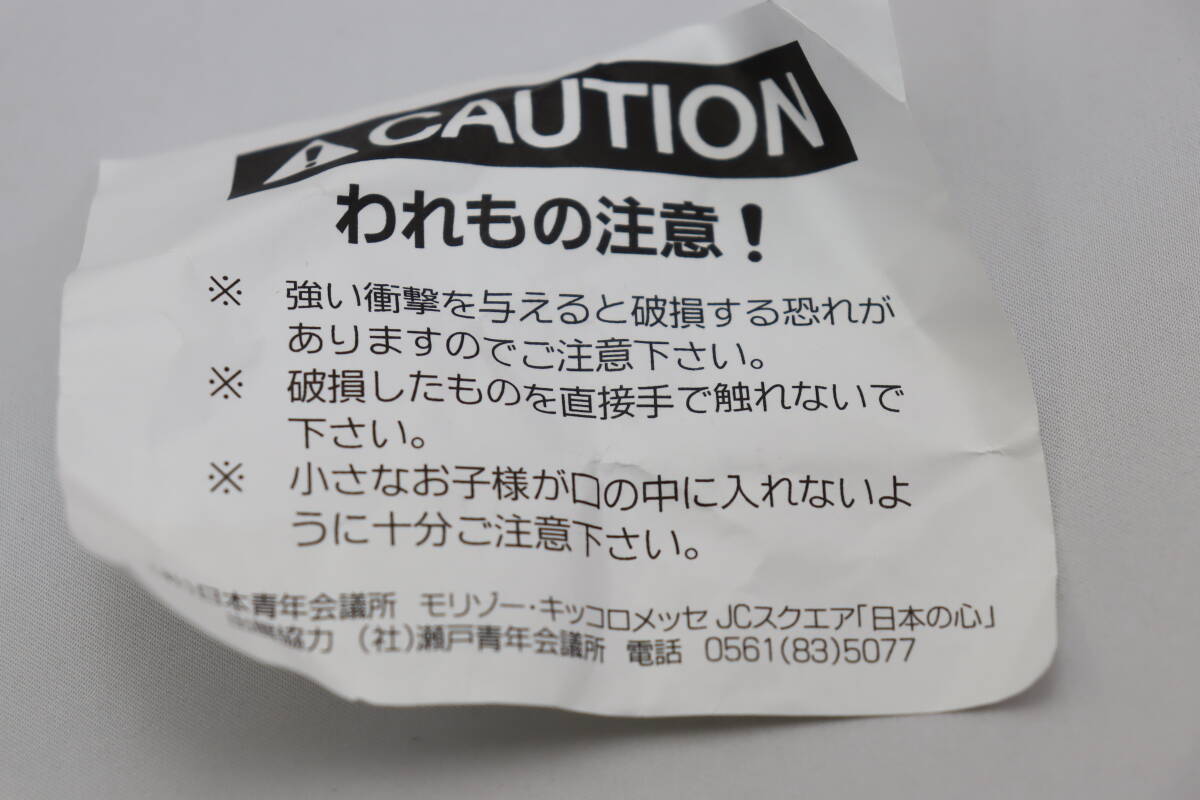 CAUTION
われもの注意！
※ 強い衝撃を与えると破損する恐れが
ありますのでご注意下さい。
※ 破損したものを直接手で触れないで
下さい。
※ 小さなお子様が口の中に入れないよ
うに十分ご注意下さい。
日本青年会議所 モリゾー・キッコロメッセ JCスクエア「日本の心」
協力 (社)瀬戸青年会議所 電話 0561(83)5077